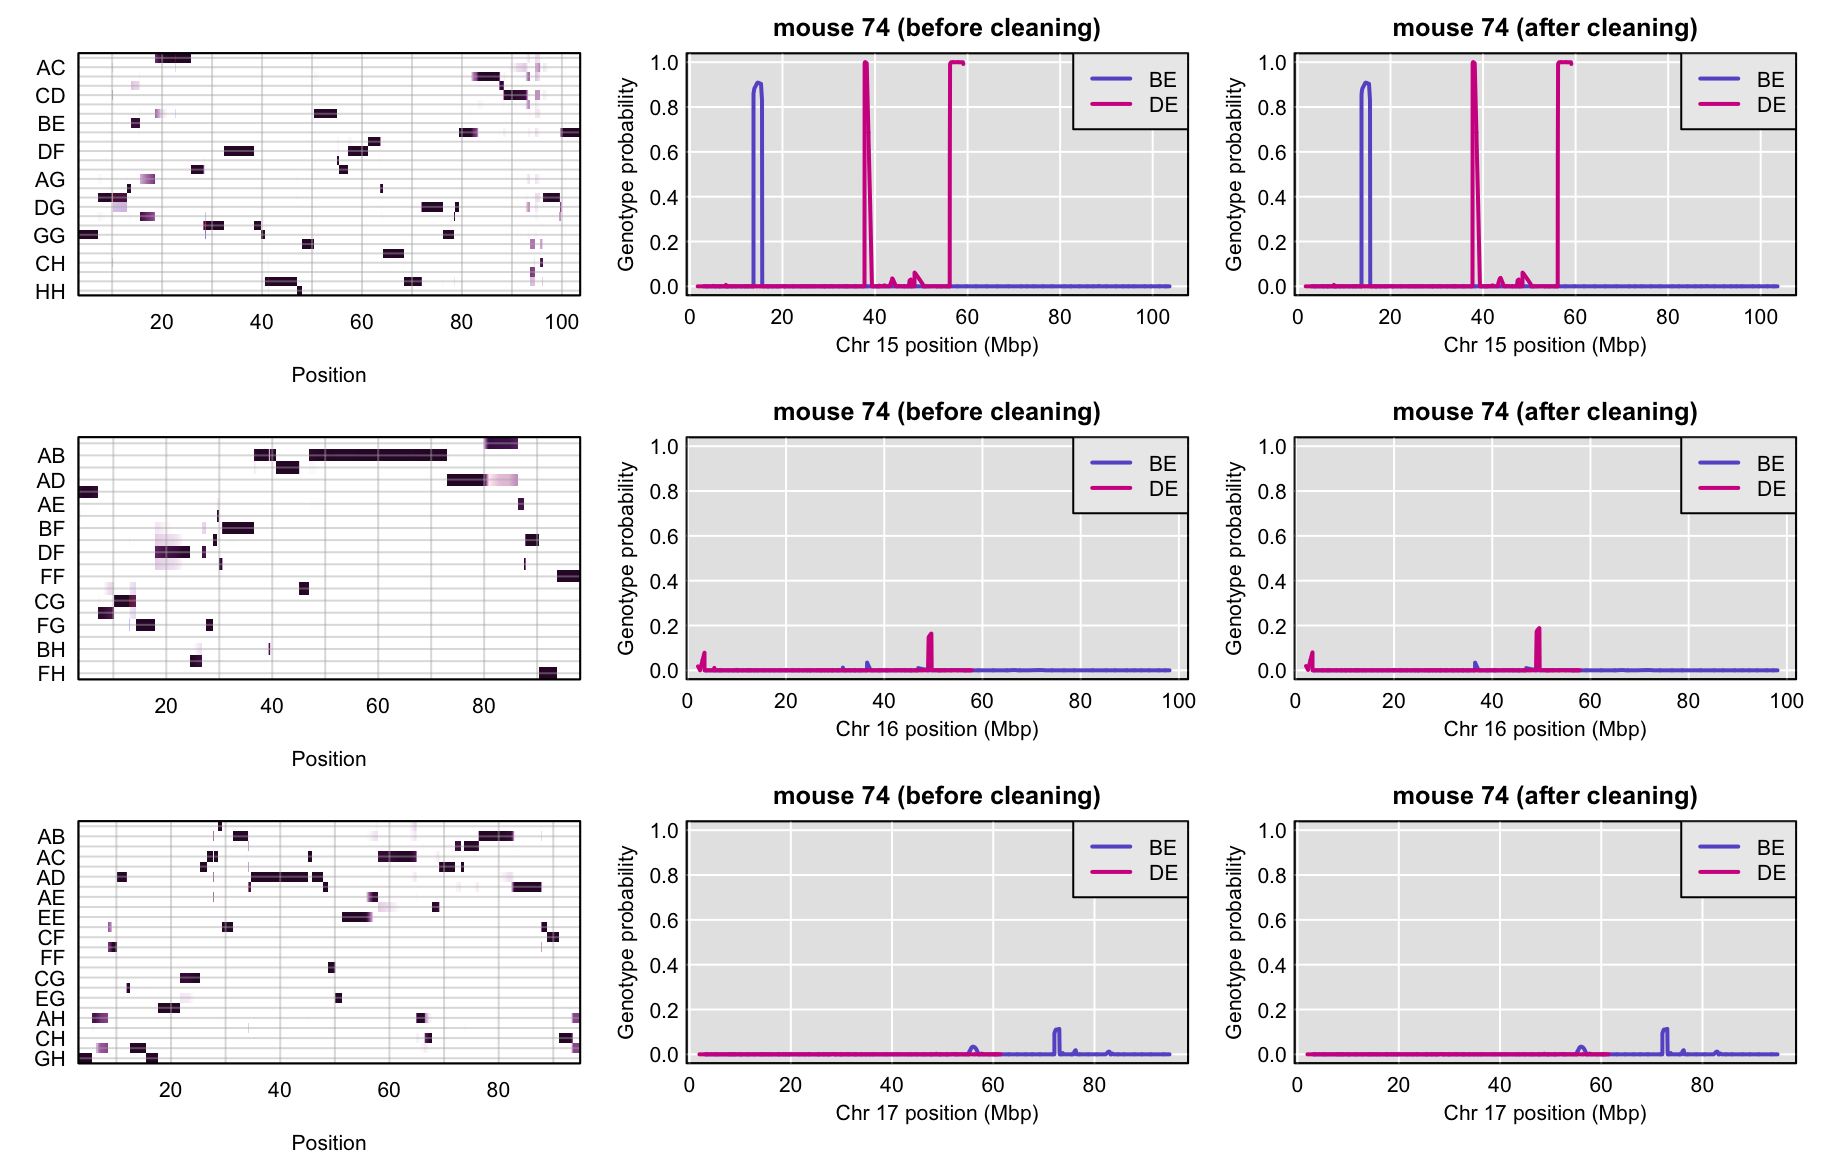 AC
CD
BE
DF
AG
DG
GG
CH
HH
20 40 60 80 100
Position
mouse 74 (before cleaning)
Genotype probability
1.0
0.8
0.6
0.4
0.2
0.0
BE
DE
0 20 40 60 80 100
Chr 15 position (Mbp)
mouse 74 (after cleaning)
Genotype probability
1.0
0.8
0.6
0.4
0.2
0.0
BE
DE
0 20 40 60 80 100
Chr 15 position (Mbp)
AB
AD
AE
BF
DF
FF
CG
FG
BH
FH
20 40 60 80
Position
mouse 74 (before cleaning)
Genotype probability
1.0
0.8
0.6
0.4
0.2
0.0
BE
DE
0 20 40 60 80 100
Chr 16 position (Mbp)
mouse 74 (after cleaning)
Genotype probability
1.0
0.8
0.6
0.4
0.2
0.0
BE
DE
0 20 40 60 80 100
Chr 16 position (Mbp)
AB
AC
AD
AE
EE
CF
FF
CG
EG
AH
CH
GH
20 40 60 80
Position
mouse 74 (before cleaning)
Genotype probability
1.0
0.8
0.6
0.4
0.2
0.0
BE
DE
0 20 40 60 80
Chr 17 position (Mbp)
mouse 74 (after cleaning)
Genotype probability
1.0
0.8
0.6
0.4
0.2
0.0
BE
DE
0 20 40 60 80
Chr 17 position (Mbp)